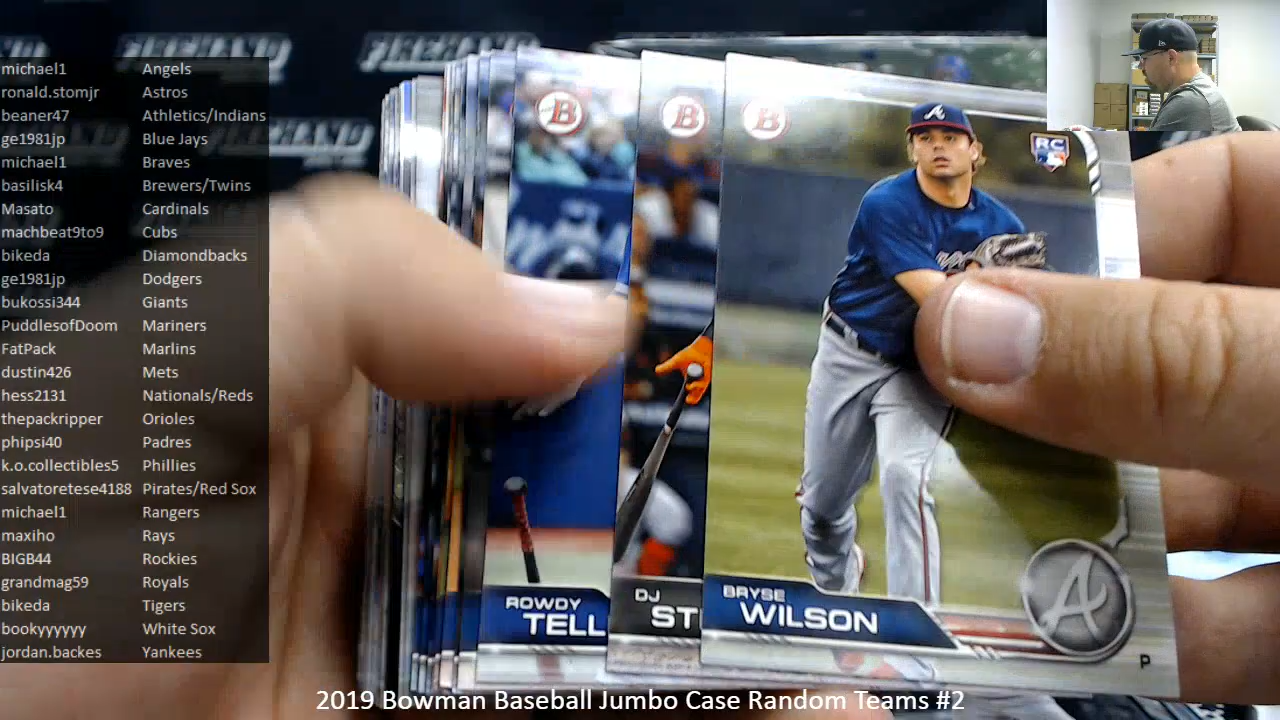 FIREHAND FIREHAND
michael1 Angels
ronald.stomjr Astros
beaner47 Athletics/Indians
ge1981jp Blue Jays
michael1 Braves
basilisk4 Brewers/Twins
Masato Cardinals
machbeat9to9 Cubs
bikeda Diamondbacks
ge1981jp Dodgers
bukossi344 Giants
PuddlesofDoom Mariners
FatPack Marlins
dustin426 Mets
hess2131 Nationals/Reds
thepackripper Orioles
phipsi40 Padres
k.o.collectibles5 Phillies
salvatoretese4188 Pirates/Red Sox
michael1 Rangers
maxiho Rays
BIGB44 Rockies
grandmag59 Royals
bikeda Tigers
bookyyyyyy White Sox
jordan.backes Yankees
B
B
B
RC
A
ROWDY
TELL
DJ
ST
BRYSE
WILSON
A
P
2019 Bowman Baseball Jumbo Case Random Teams #2